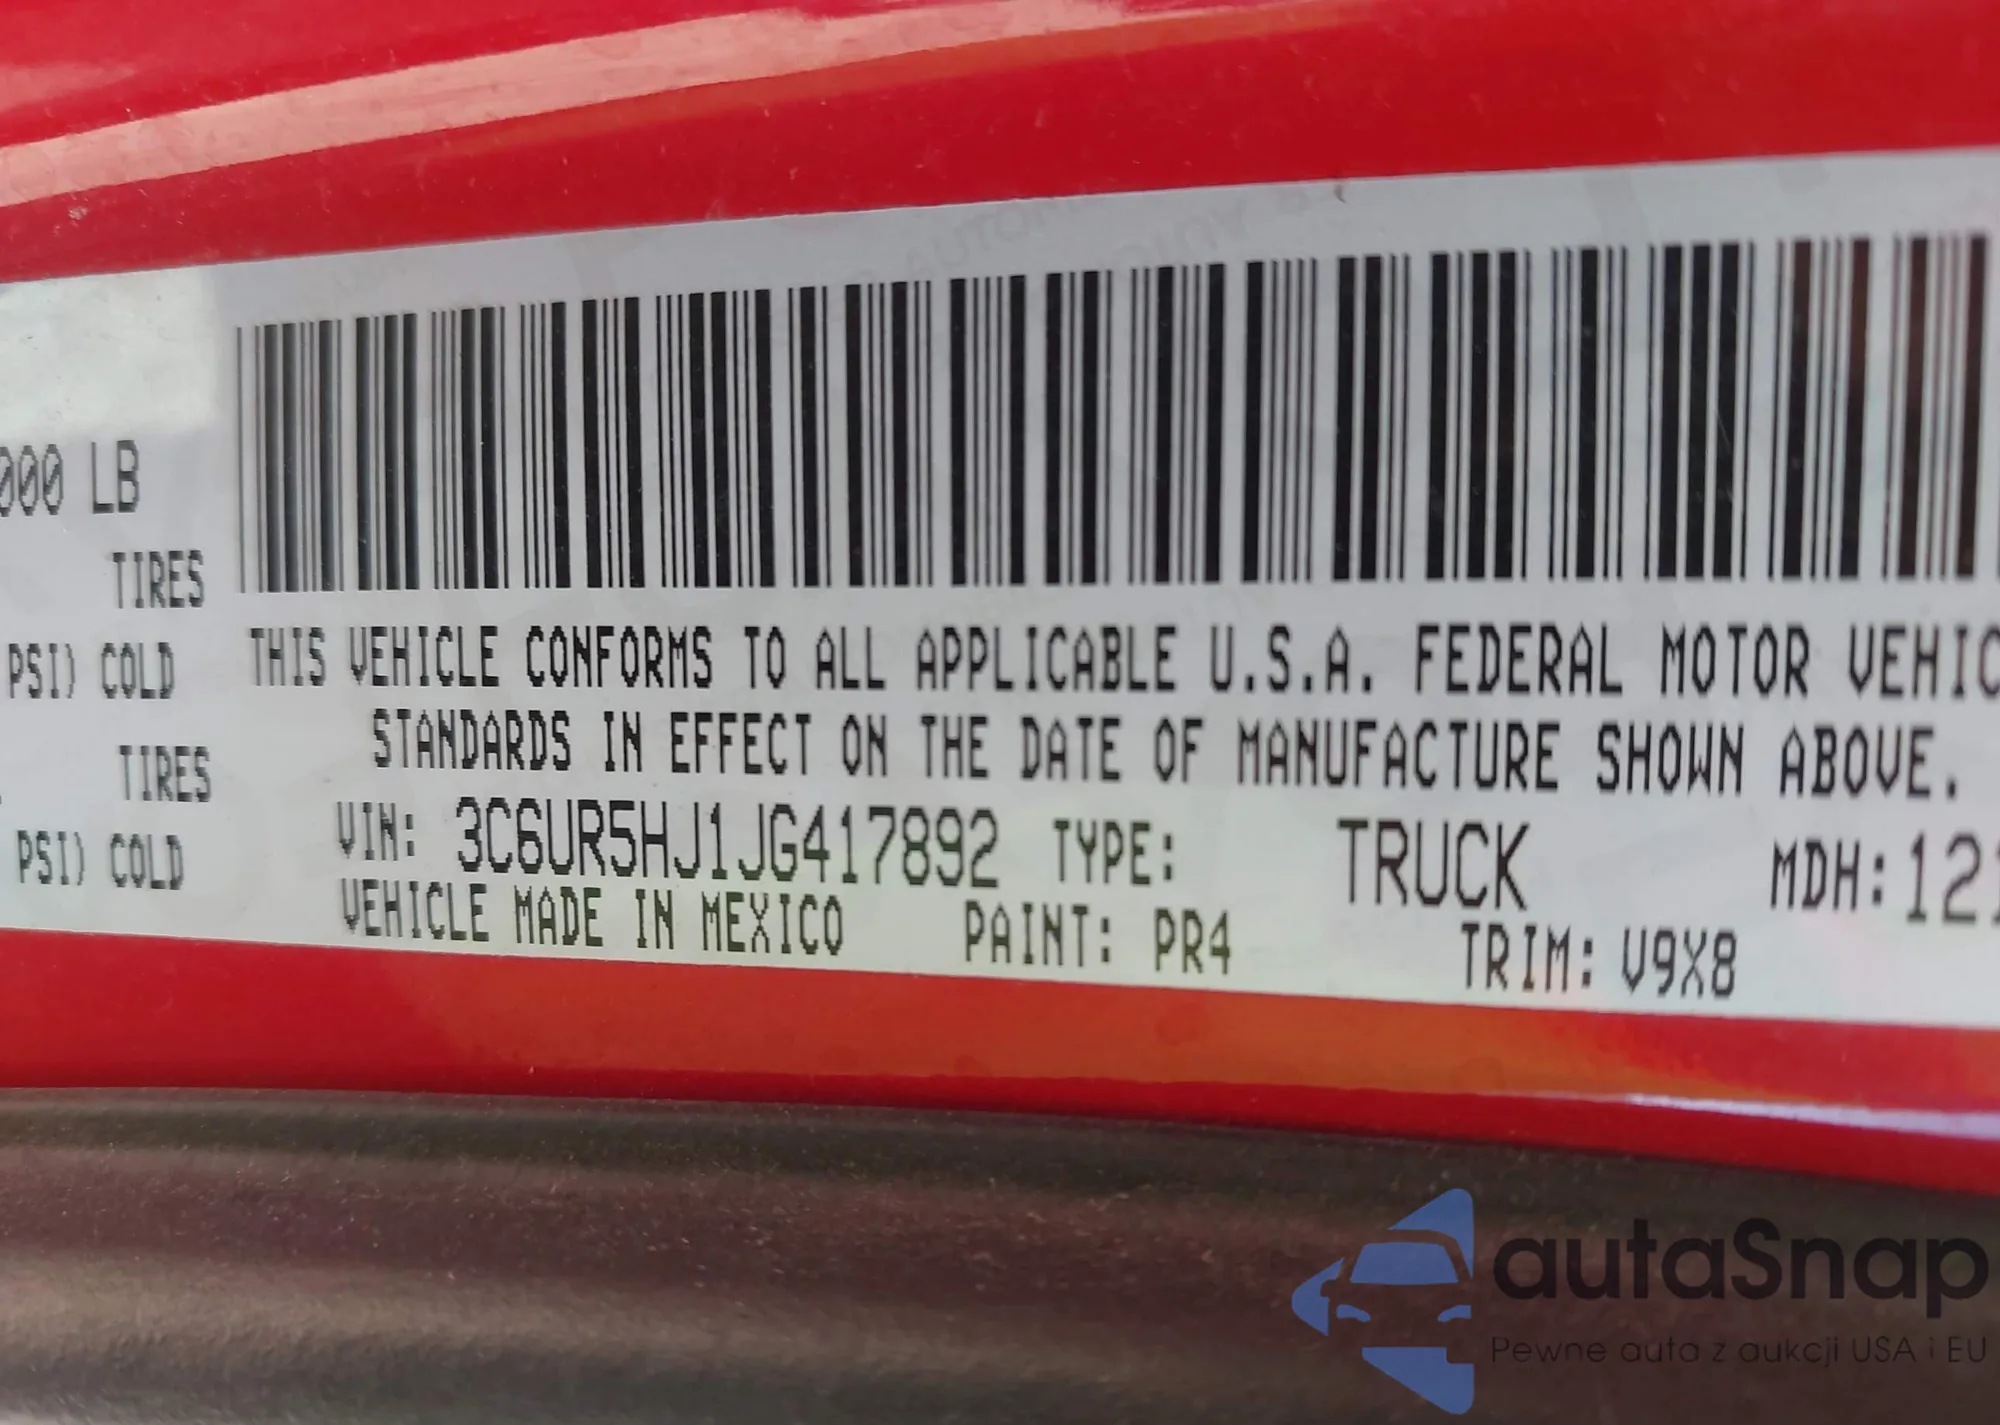 000 LB
TIRES
PSI) COLD
TIRES
PSI) COLD
THIS VEHICLE CONFORMS TO ALL APPLICABLE U.S.A. FEDERAL MOTOR VEHIC
STANDARDS IN EFFECT ON THE DATE OF MANUFACTURE SHOWN ABOVE.
VIN: 3C6UR5HJ1JG417892 TYPE: TRUCK MDH:121
VEHICLE MADE IN MEXICO PAINT: PR4 TRIM: V9X8
autaSnap
Pewne auta z aukcji USA i EU